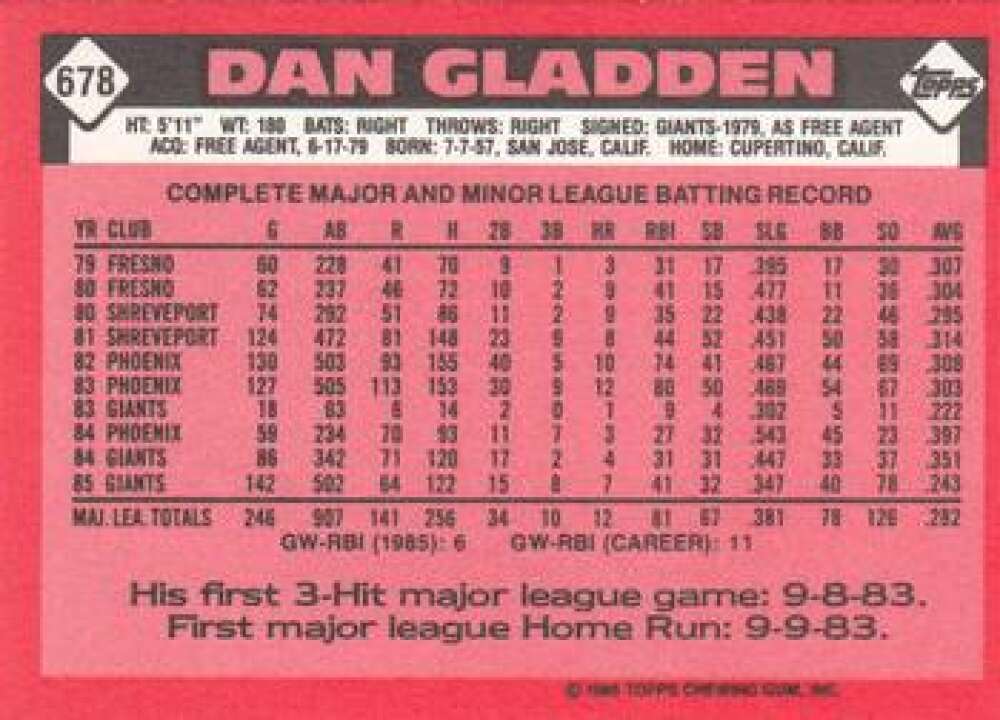 678 DAN GLADDEN Topps
HT: 5'11" WT: 180 BATS: RIGHT THROWS: RIGHT SIGNED: GIANTS-1979, AS FREE AGENT
ACQ: FREE AGENT, 6-17-79 BORN: 7-7-57, SAN JOSE, CALIF. HOME: CUPERTINO, CALIF.
COMPLETE MAJOR AND MINOR LEAGUE BATTING RECORD
YR CLUB G AB R H 2B 3B HR RBI SB SLG BB SO AVG
79 FRESNO 60 228 41 70 9 1 3 31 17 .395 17 30 .307
80 FRESNO 62 237 46 72 10 2 9 41 15 .477 11 36 .304
80 SHREVEPORT 74 292 51 86 11 2 9 35 22 .438 22 46 .295
81 SHREVEPORT 124 472 81 148 23 9 8 44 52 .451 50 58 .314
82 PHOENIX 130 503 93 155 40 5 10 74 41 .467 44 69 .308
83 PHOENIX 127 505 113 153 30 9 12 80 50 .469 54 67 .303
83 GIANTS 18 63 6 14 2 0 1 9 4 .302 5 11 .222
84 PHOENIX 59 234 70 93 11 7 3 27 32 .543 45 23 .397
84 GIANTS 86 342 71 120 17 2 4 31 31 .447 33 37 .351
85 GIANTS 142 502 64 122 15 8 7 41 32 .347 40 78 .243
MAJ. LEA. TOTALS 246 907 141 256 34 10 12 81 67 .381 78 126 .282
GW-RBI (1985): 6 GW-RBI (CAREER): 11
His first 3-Hit major league game: 9-8-83.
First major league Home Run: 9-9-83.
© 1986 TOPPS CHEWING GUM, INC.